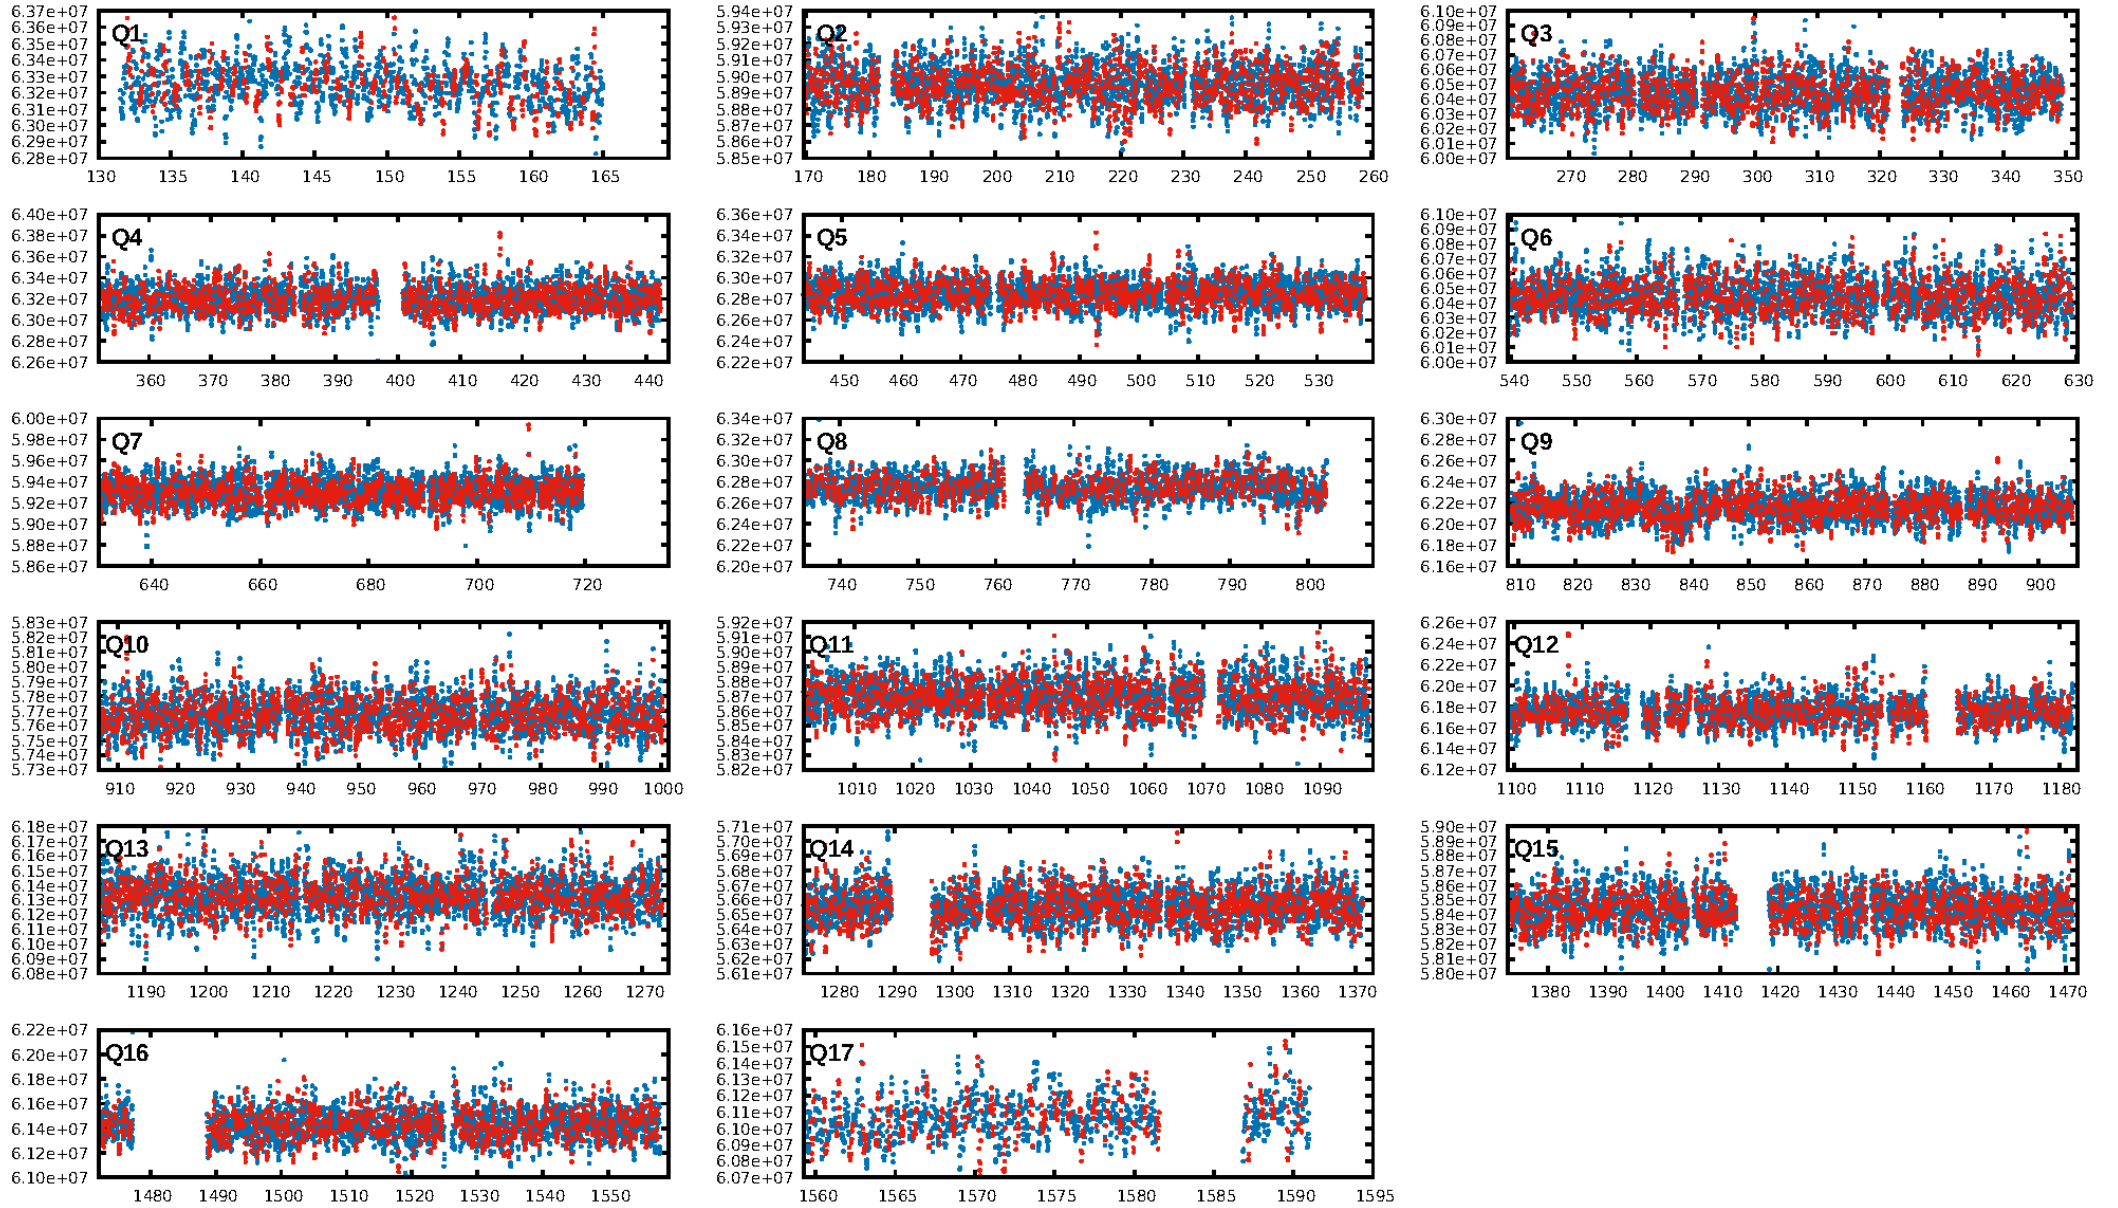 Q1
6.37e+07
6.36e+07
6.35e+07
6.34e+07
6.33e+07
6.32e+07
6.31e+07
6.30e+07
6.29e+07
6.28e+07
130 135 140 145 150 155 160 165
Q2
5.94e+07
5.93e+07
5.92e+07
5.91e+07
5.90e+07
5.89e+07
5.88e+07
5.87e+07
5.86e+07
5.85e+07
170 180 190 200 210 220 230 240 250 260
Q3
6.10e+07
6.09e+07
6.08e+07
6.07e+07
6.06e+07
6.05e+07
6.04e+07
6.03e+07
6.02e+07
6.01e+07
6.00e+07
270 280 290 300 310 320 330 340 350
Q4
6.40e+07
6.38e+07
6.36e+07
6.34e+07
6.32e+07
6.30e+07
6.28e+07
6.26e+07
360 370 380 390 400 410 420 430 440
Q5
6.36e+07
6.34e+07
6.32e+07
6.30e+07
6.28e+07
6.26e+07
6.24e+07
6.22e+07
450 460 470 480 490 500 510 520 530
Q6
6.10e+07
6.09e+07
6.08e+07
6.07e+07
6.06e+07
6.05e+07
6.04e+07
6.03e+07
6.02e+07
6.01e+07
6.00e+07
540 550 560 570 580 590 600 610 620 630
Q7
6.00e+07
5.98e+07
5.96e+07
5.94e+07
5.92e+07
5.90e+07
5.88e+07
5.86e+07
640 660 680 700 720
Q8
6.34e+07
6.32e+07
6.30e+07
6.28e+07
6.26e+07
6.24e+07
6.22e+07
6.20e+07
740 750 760 770 780 790 800
Q9
6.30e+07
6.28e+07
6.26e+07
6.24e+07
6.22e+07
6.20e+07
6.18e+07
6.16e+07
810 820 830 840 850 860 870 880 890 900
Q10
5.83e+07
5.82e+07
5.81e+07
5.80e+07
5.79e+07
5.78e+07
5.77e+07
5.76e+07
5.75e+07
5.74e+07
5.73e+07
910 920 930 940 950 960 970 980 990 1000
Q11
5.92e+07
5.91e+07
5.90e+07
5.89e+07
5.88e+07
5.87e+07
5.86e+07
5.85e+07
5.84e+07
5.83e+07
5.82e+07
1010 1020 1030 1040 1050 1060 1070 1080 1090
Q12
6.26e+07
6.24e+07
6.22e+07
6.20e+07
6.18e+07
6.16e+07
6.14e+07
6.12e+07
1100 1110 1120 1130 1140 1150 1160 1170 1180
Q13
6.18e+07
6.17e+07
6.16e+07
6.15e+07
6.14e+07
6.13e+07
6.12e+07
6.11e+07
6.10e+07
6.09e+07
6.08e+07
1190 1200 1210 1220 1230 1240 1250 1260 1270
Q14
5.71e+07
5.70e+07
5.69e+07
5.68e+07
5.67e+07
5.66e+07
5.65e+07
5.64e+07
5.63e+07
5.62e+07
5.61e+07
1280 1290 1300 1310 1320 1330 1340 1350 1360 1370
Q15
5.90e+07
5.89e+07
5.88e+07
5.87e+07
5.86e+07
5.85e+07
5.84e+07
5.83e+07
5.82e+07
5.81e+07
5.80e+07
1380 1390 1400 1410 1420 1430 1440 1450 1460 1470
Q16
6.22e+07
6.20e+07
6.18e+07
6.16e+07
6.14e+07
6.12e+07
6.10e+07
1480 1490 1500 1510 1520 1530 1540 1550
Q17
6.16e+07
6.15e+07
6.14e+07
6.13e+07
6.12e+07
6.11e+07
6.10e+07
6.09e+07
6.08e+07
6.07e+07
1560 1565 1570 1575 1580 1585 1590 1595